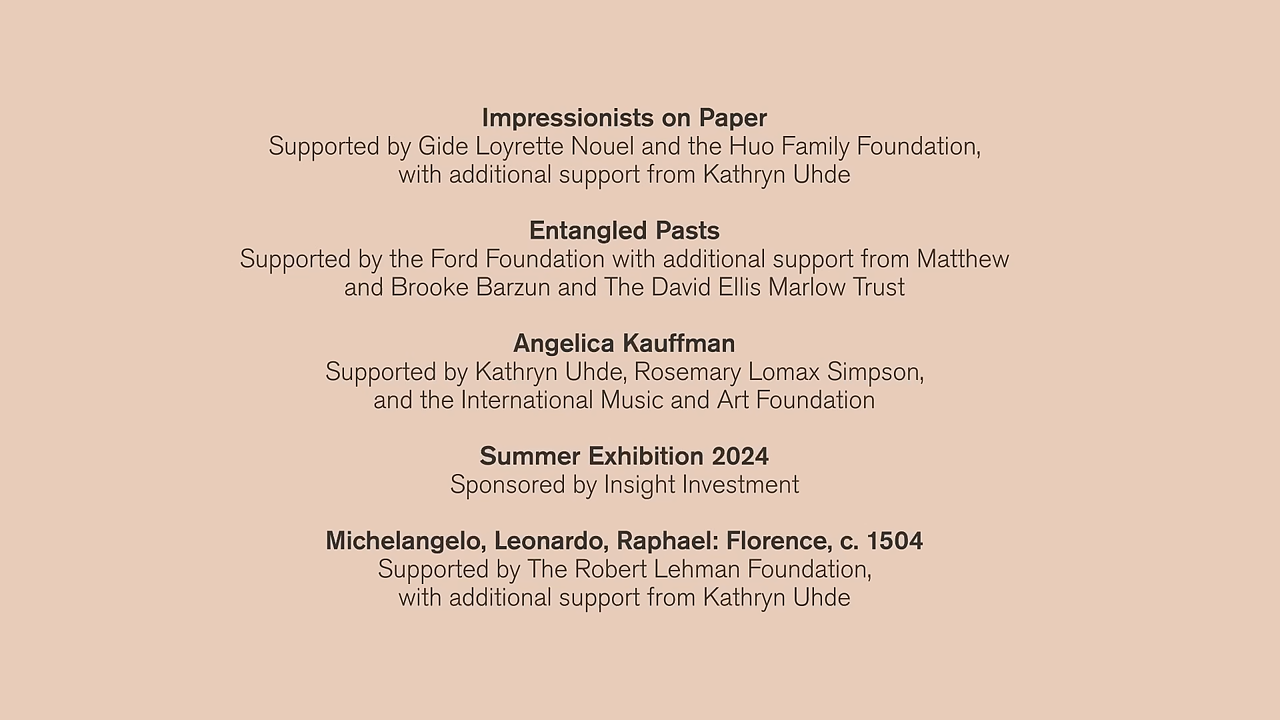 Impressionists on Paper
Supported by Gide Loyrette Nouel and the Huo Family Foundation,
with additional support from Kathryn Uhde
Entangled Pasts
Supported by the Ford Foundation with additional support from Matthew
and Brooke Barzun and The David Ellis Marlow Trust
Angelica Kauffman
Supported by Kathryn Uhde, Rosemary Lomax Simpson,
and the International Music and Art Foundation
Summer Exhibition 2024
Sponsored by Insight Investment
Michelangelo, Leonardo, Raphael: Florence, c. 1504
Supported by The Robert Lehman Foundation,
with additional support from Kathryn Uhde